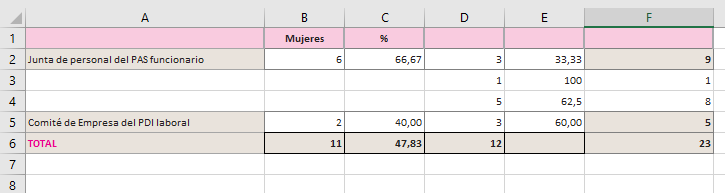 A B C D E F
1 Mujeres %
2 Junta de personal del PAS funcionario 6 66,67 3 33,33 9
3 1 100 1
4 5 62,5 8
5 Comité de Empresa del PDI laboral 2 40,00 3 60,00 5
6 TOTAL 11 47,83 12 23
7
8